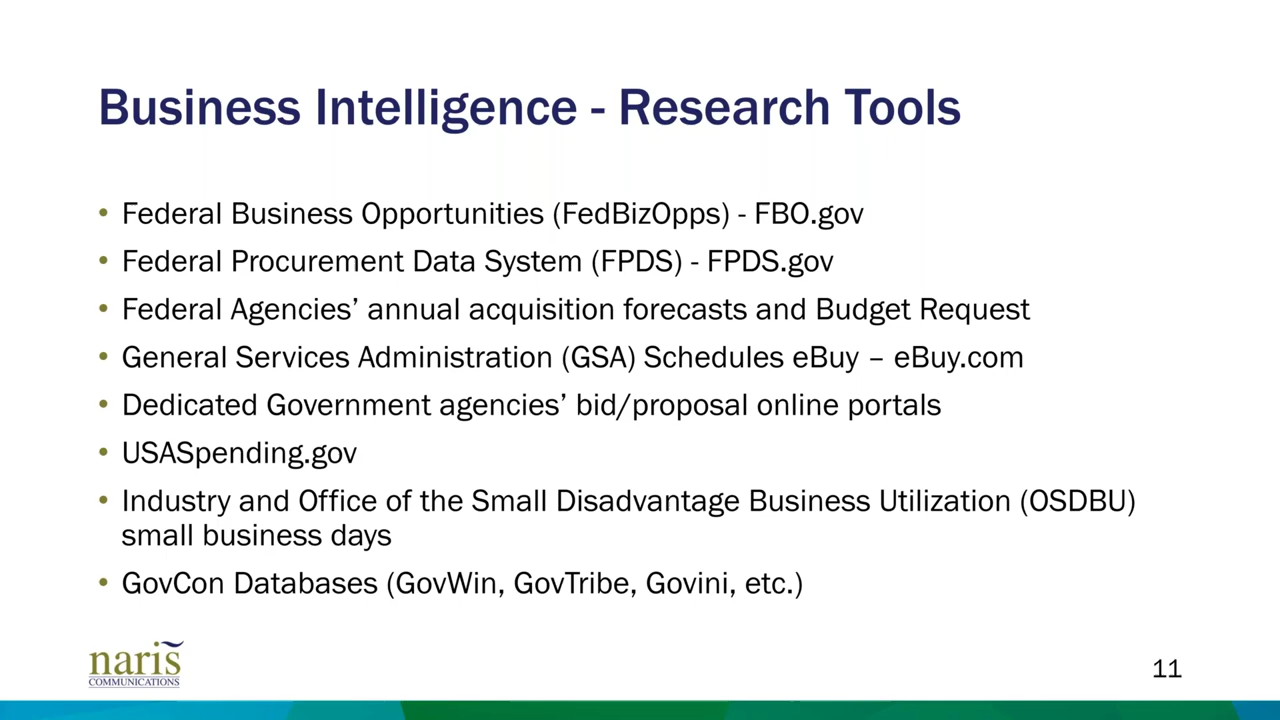 Business Intelligence - Research Tools
• Federal Business Opportunities (FedBizOpps) - FBO.gov
• Federal Procurement Data System (FPDS) - FPDS.gov
• Federal Agencies’ annual acquisition forecasts and Budget Request
• General Services Administration (GSA) Schedules eBuy – eBuy.com
• Dedicated Government agencies’ bid/proposal online portals
• USASpending.gov
• Industry and Office of the Small Disadvantage Business Utilization (OSDBU)
small business days
• GovCon Databases (GovWin, GovTribe, Govini, etc.)
naris
COMMUNICATIONS
11